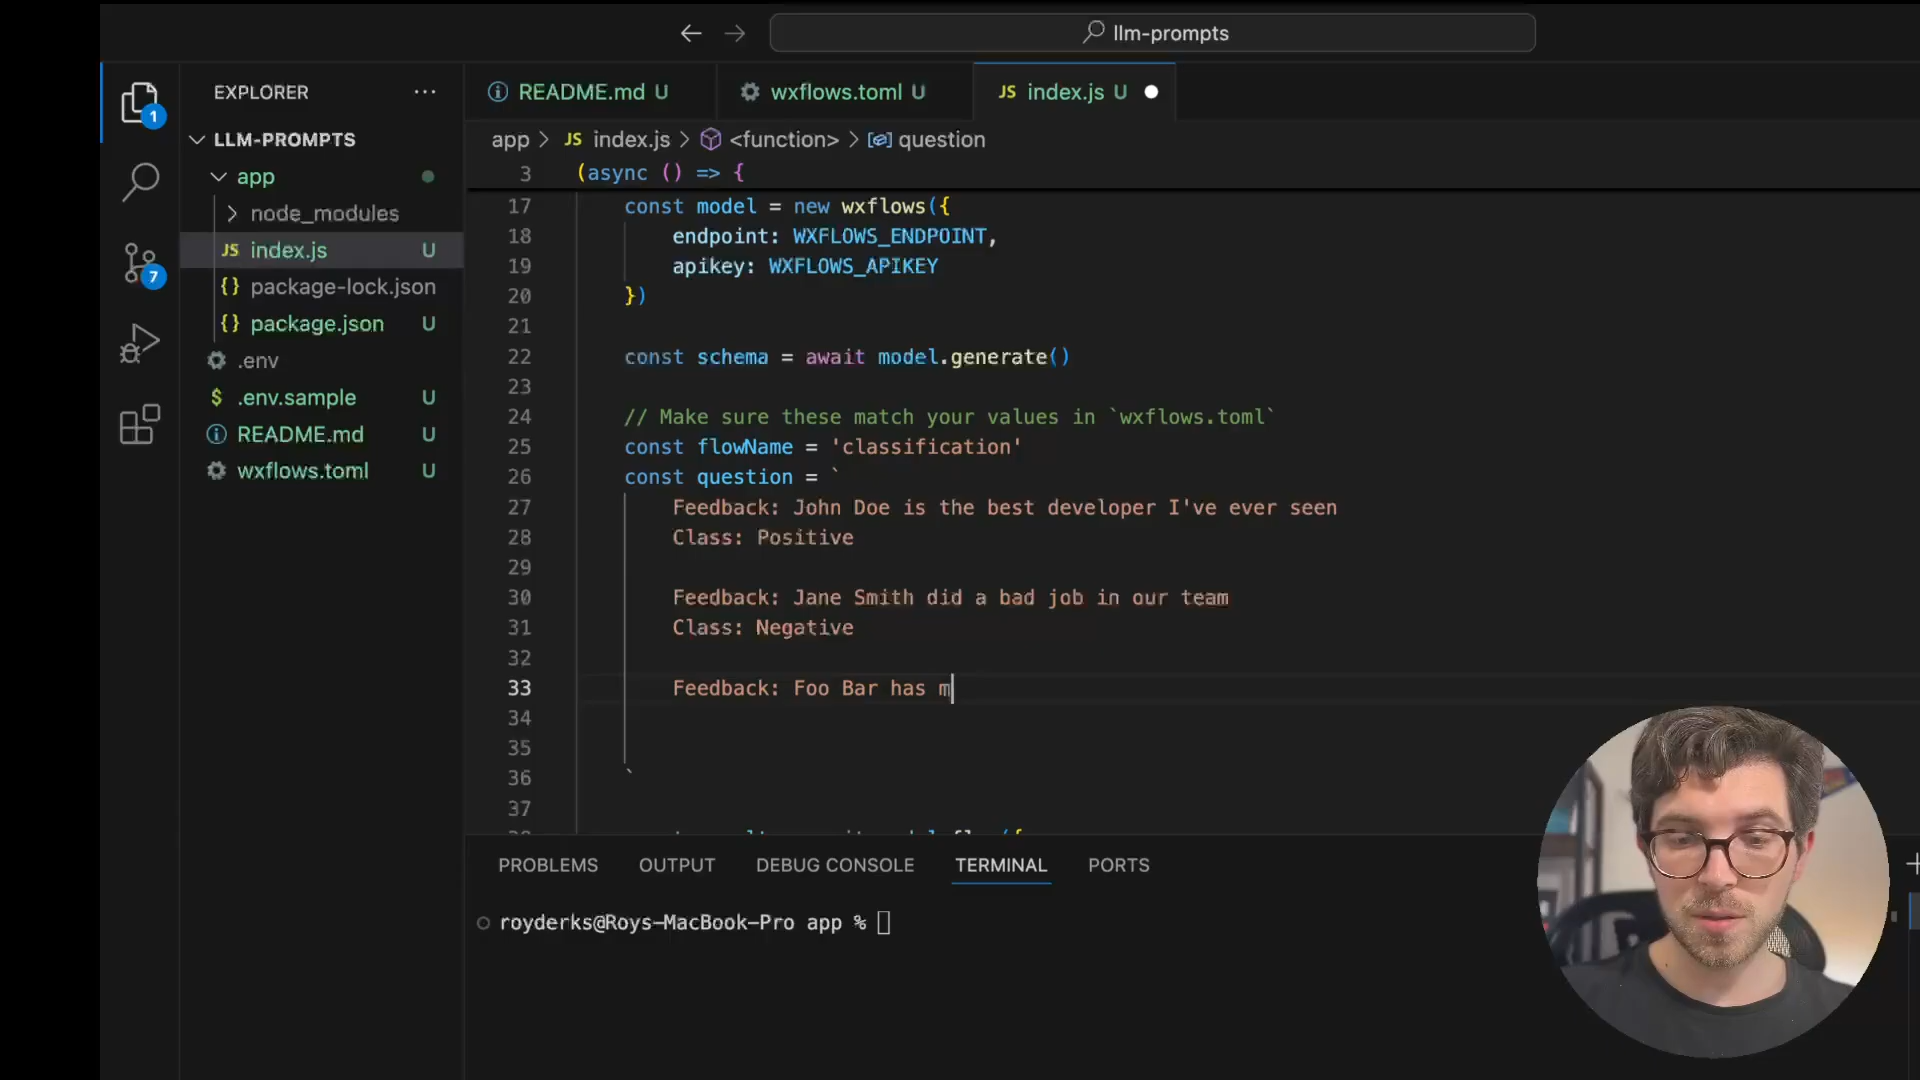 llm-prompts
EXPLORER
README.md U
wxflows.toml U
JS index.js U
1
LLM-PROMPTS
app > JS index.js > <function> > question
app
3 (async () => {
node_modules
17 const model = new wxflows({
18 endpoint: WXFLOWS_ENDPOINT,
JS index.js U
19 apikey: WXFLOWS_APIKEY
7
{} package-lock.json
20 })
{} package.json U
21
.env
22 const schema = await model.generate()
$ .env.sample U
23
README.md U
24 // Make sure these match your values in `wxflows.toml`
wxflows.toml U
25 const flowName = 'classification'
26 const question = `
27 Feedback: John Doe is the best developer I've ever seen
28 Class: Positive
29
30 Feedback: Jane Smith did a bad job in our team
31 Class: Negative
32
33 Feedback: Foo Bar has m
34
35
36 `
37
PROBLEMS OUTPUT DEBUG CONSOLE TERMINAL PORTS
royderks@Roys-MacBook-Pro app %